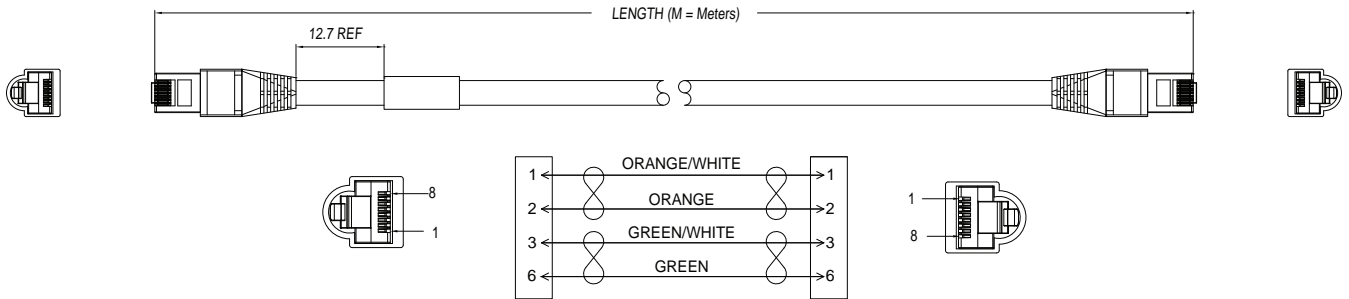 LENGTH (M = Meters)
12.7 REF
ORANGE/WHITE
1 1
8 1
ORANGE
2 2
GREEN/WHITE
1 3 3
8
GREEN
6 6